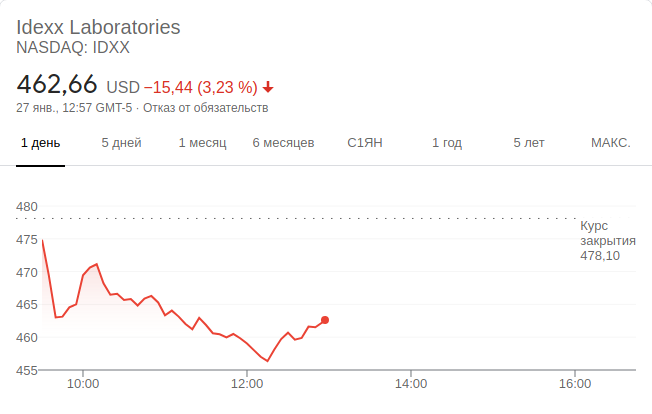 Idexx Laboratories
NASDAQ: IDXX
462,66 USD −15,44 (3,23 %)
27 янв., 12:57 GMT-5 · Отказ от обязательств
1 день 5 дней 1 месяц 6 месяцев С1ЯН 1 год 5 лет МАКС.
480
Курс
закрытия
478,10
475
470
465
460
455
10:00 12:00 14:00 16:00